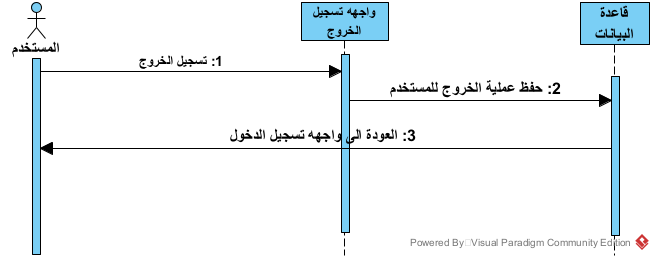 واجهه تسجيل
الخروج
قاعدة
البيانات
المستخدم
1: تسجيل الخروج
2: حفظ عملية الخروج للمستخدم
3: العودة الى واجهه تسجيل الدخول
Powered By Visual Paradigm Community Edition